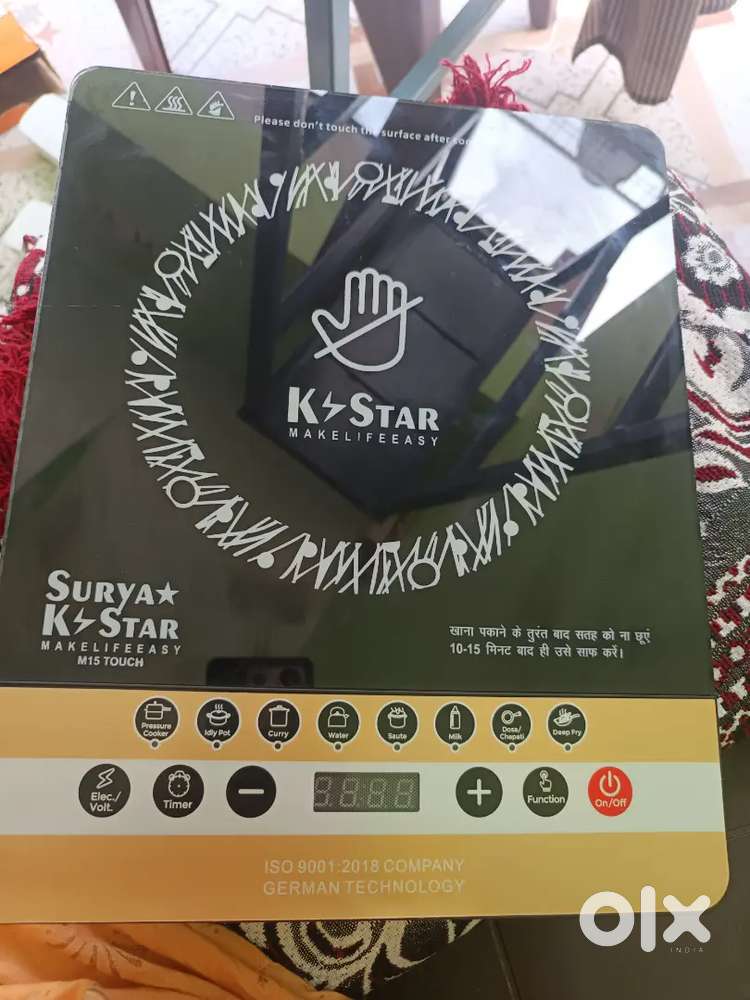 Please don't touch the surface after
K STAR
MAKELIFEEASY
SURYA
K STAR
MAKELIFEEASY
M15 TOUCH
खाना पकाने के तुरंत बाद सतह को ना छूएं
10-15 मिनट बाद ही उसे साफ करें।
Pressure Cooker
Idly Pot
Curry
Water
Saute
Milk
Dosa/ Chapati
Deep Fry
Elec./ Volt.
Timer
−
+
Function
On/Off
ISO 9001:2018 COMPANY
GERMAN TECHNOLOGY
olx
INDIA